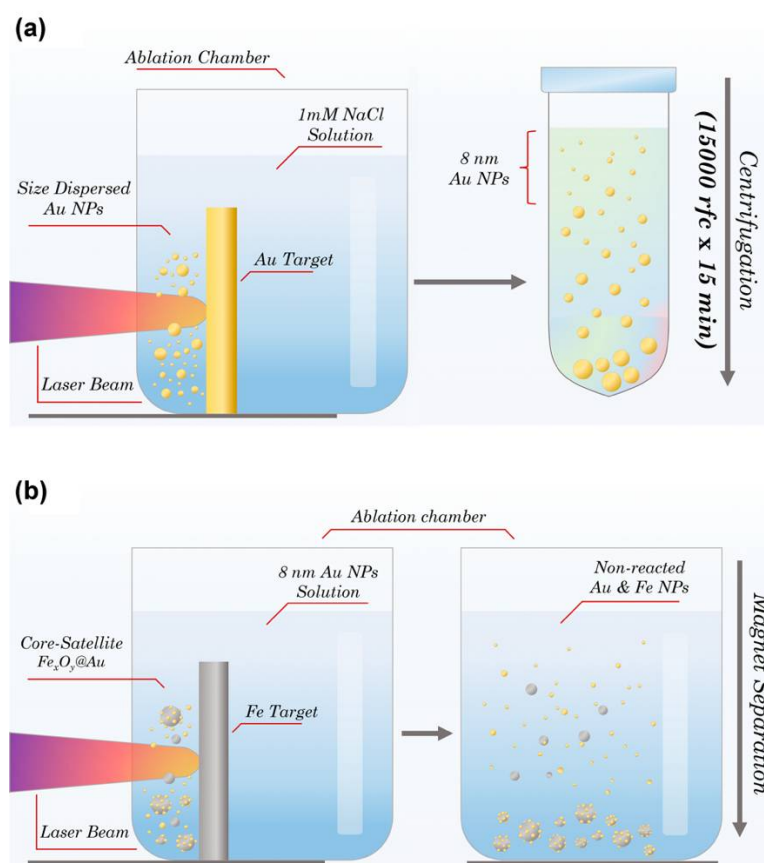 (a)
Ablation Chamber
1mM NaCl
Solution
Size Dispersed
Au NPs
Au Target
Laser Beam
8 nm
Au NPs
Centrifugation
(15000 rfc x 15 min)
(b)
Ablation chamber
8 nm Au NPs
Solution
Core-Satellite
FexOy@Au
Fe Target
Laser Beam
Non-reacted
Au & Fe NPs
Magnet Separation